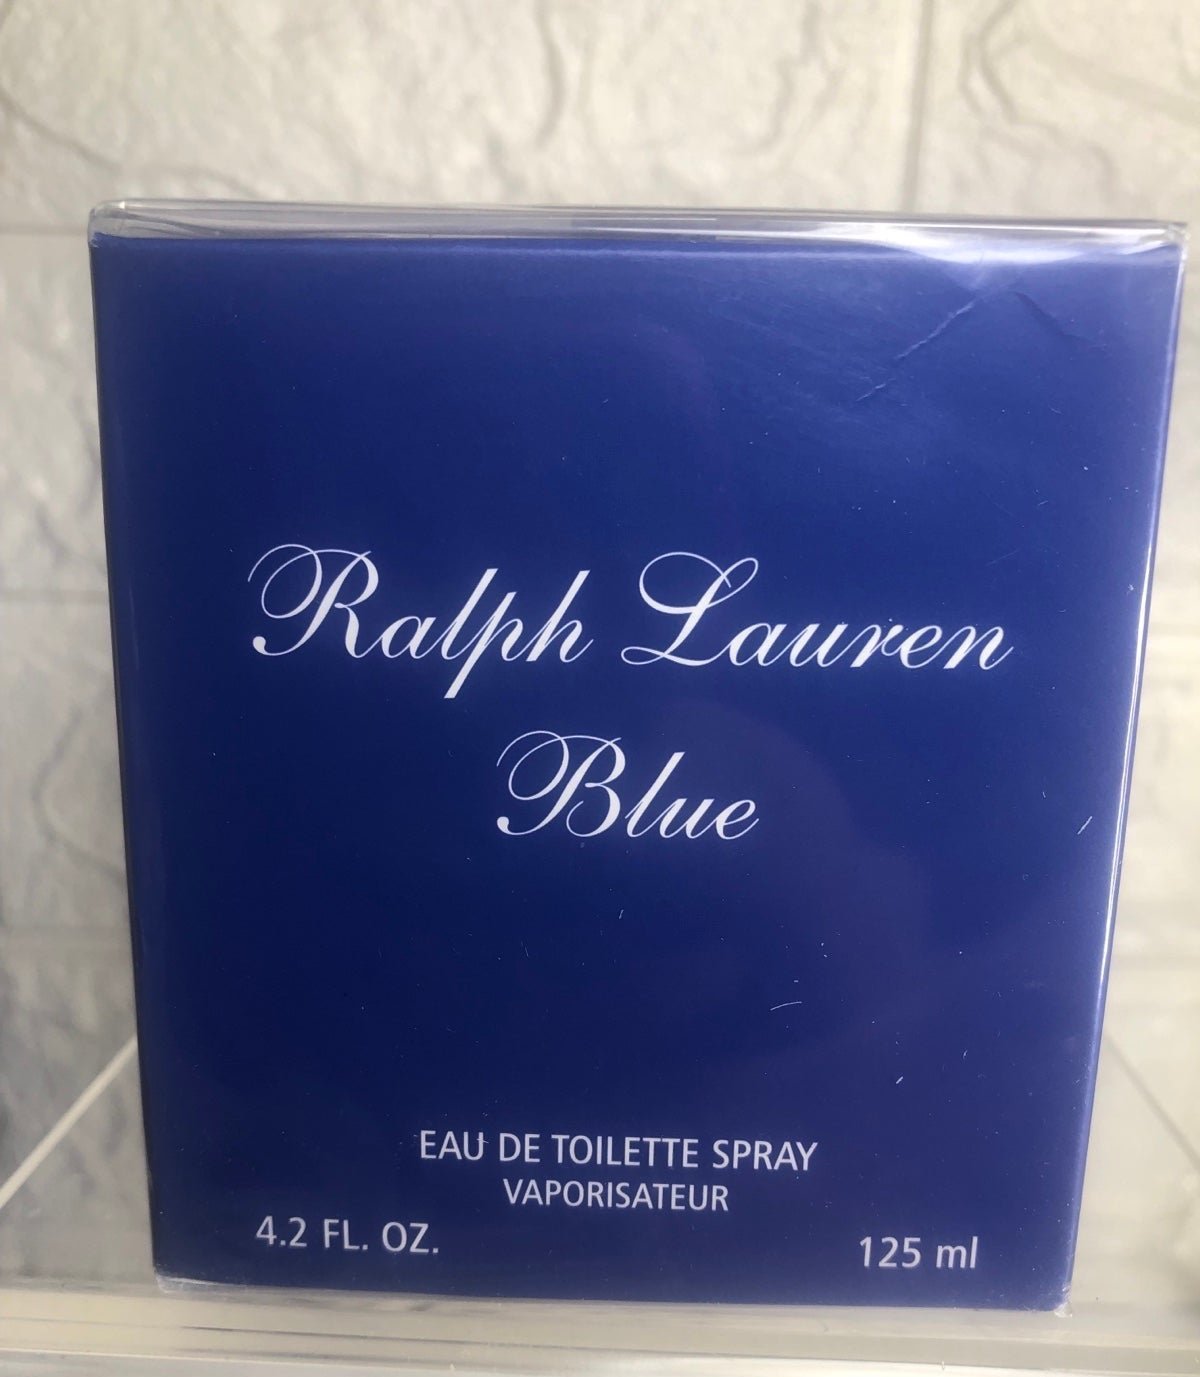 Ralph Lauren
Blue
EAU DE TOILETTE SPRAY
VAPORISATEUR
4.2 FL. OZ.
125 ml